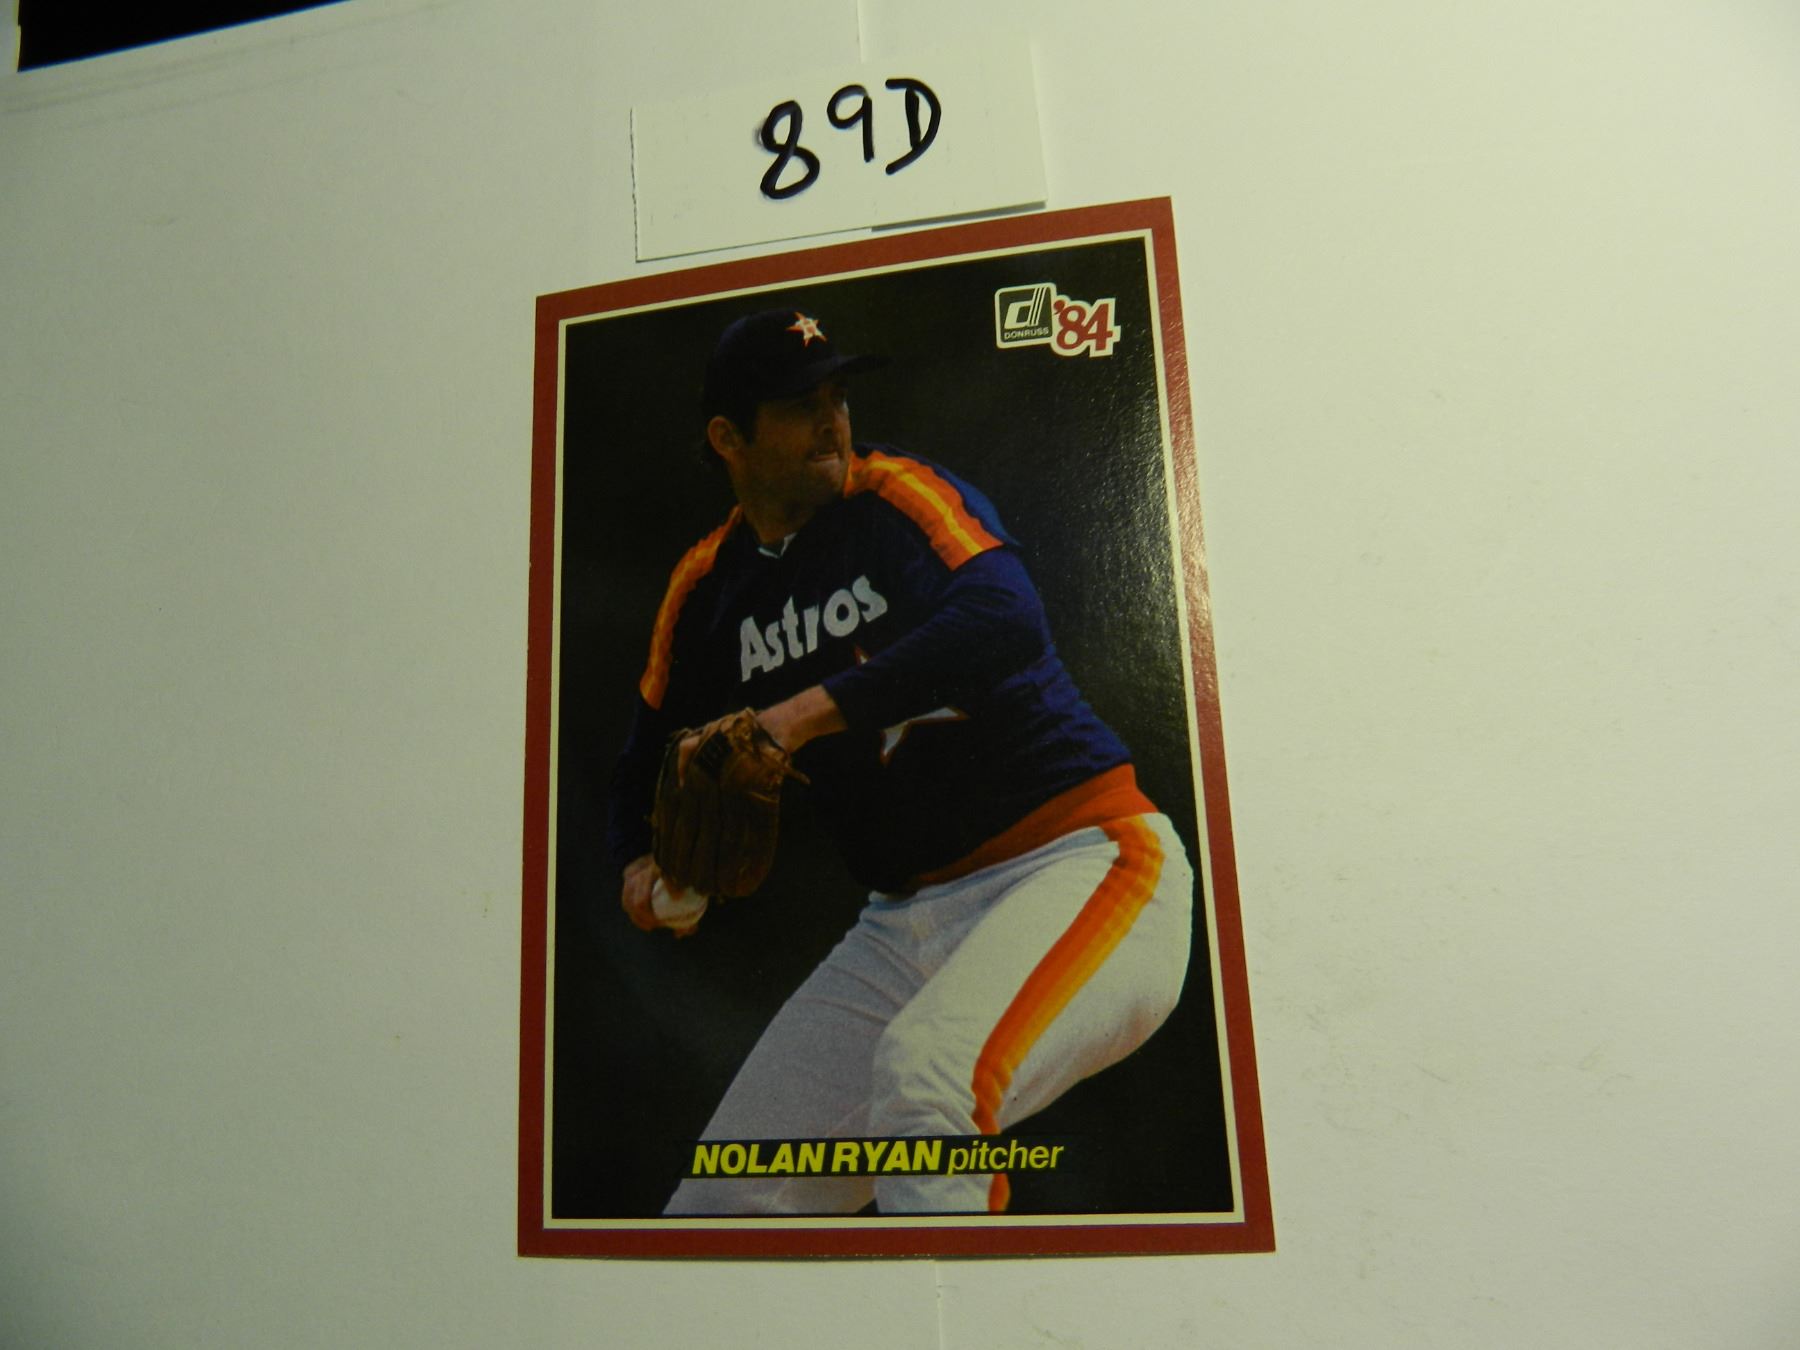 89D
d
DONRUSS
'84
Astros
NOLAN RYAN pitcher